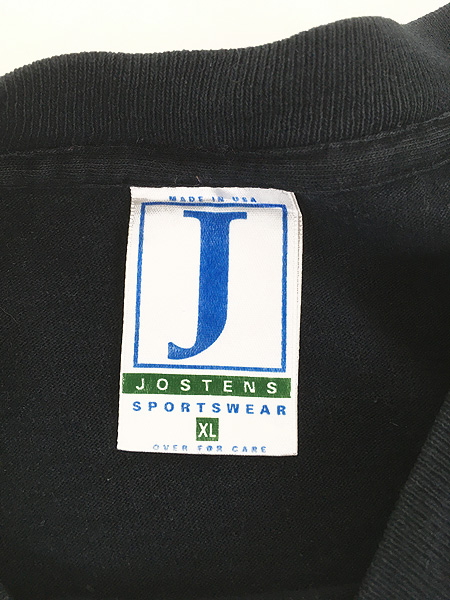 MADE IN USA
J
JOSTENS
SPORTSWEAR
XL
OVER FOR CARE